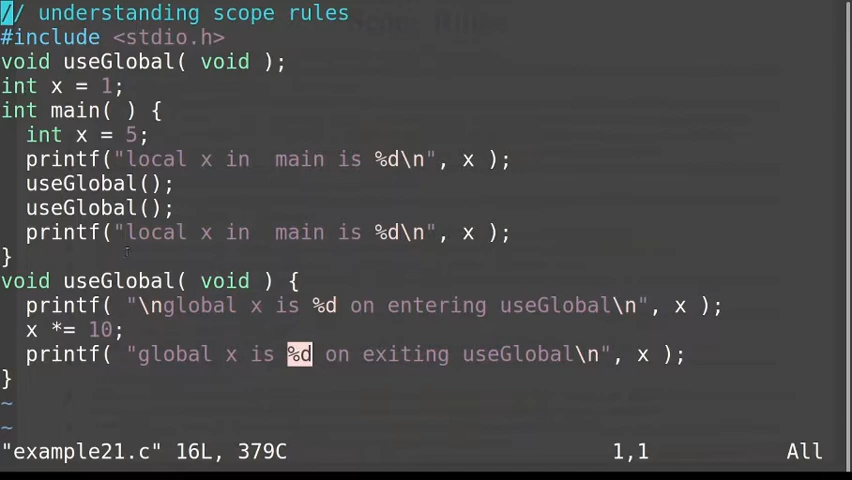 // understanding scope rules
#include <stdio.h>
void useGlobal( void );
int x = 1;
int main( ) {
  int x = 5;
  printf("local x in  main is %d\n", x );
  useGlobal();
  useGlobal();
  printf("local x in  main is %d\n", x );
}
void useGlobal( void ) {
  printf( "\nglobal x is %d on entering useGlobal\n", x );
  x *= 10;
  printf( "global x is %d on exiting useGlobal\n", x );
}
~
~
"example21.c" 16L, 379C 1,1 All